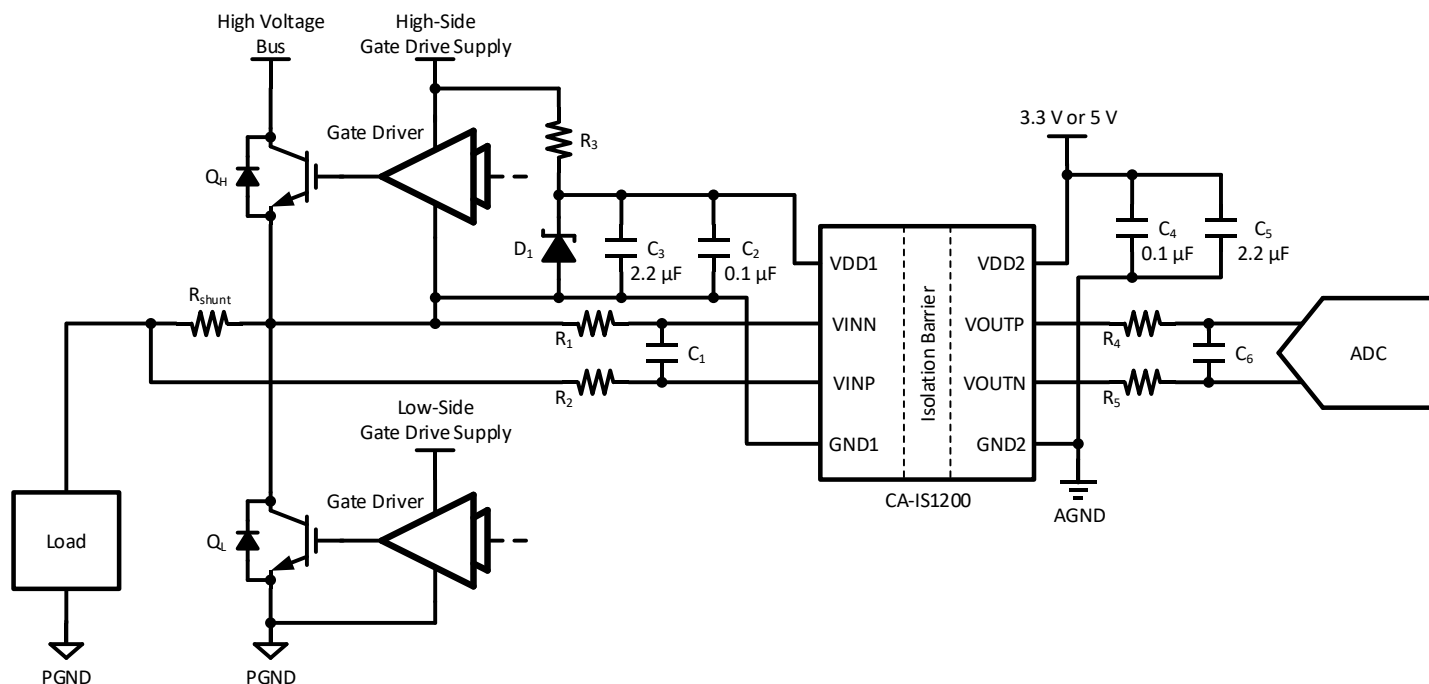 High Voltage
Bus
High-Side
Gate Drive Supply
3.3 V or 5 V
Gate Driver
R3
QH
D1
C3
2.2 µF
C2
0.1 µF
C4
0.1 µF
C5
2.2 µF
VDD1
VDD2
Rshunt
R1
VINN
VOUTP
R4
C1
Isolation Barrier
C6
ADC
R2
VINP
VOUTN
R5
Low-Side
Gate Drive Supply
GND1
GND2
Gate Driver
CA-IS1200
AGND
Load
QL
PGND
PGND